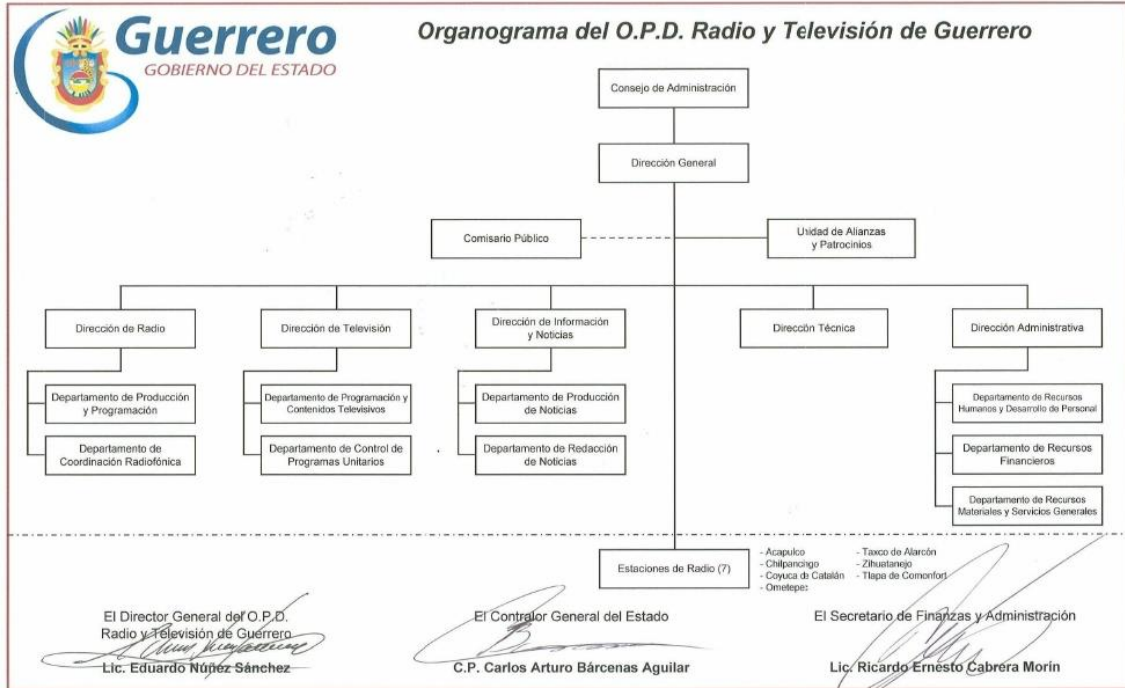 Guerrero
GOBIERNO DEL ESTADO
Organograma del O.P.D. Radio y Televisión de Guerrero
Consejo de Administración
Dirección General
Comisario Público
Unidad de Alianzas
y Patrocinios
Dirección de Radio
Dirección de Televisión
Dirección de Información
y Noticias
Direccón Técnica
Dirección Administrativa
Departamento de Producción
y Programación
Departamento de Programación y
Contenidos Televisivos
Departamento de Producción
de Noticias
Departamento de Recursos
Humanos y Desarrollo de Personal
Departamento de
Coordinación Radiofónica
Departamento de Control de
Programas Unitarios
Departamento de Redacción
de Noticias
Departamento de Recursos
Financieros
Departamento de Recursos
Materiales y Servicios Generales
Estaciones de Radio (7)
- Acapulco
- Chilpancingo
- Coyuca de Catalán
- Ometepec
- Taxco de Alarcón
- Zihuatanejo
- Tlapa de Comonfort
El Director General del O.P.D.
Radio y Televisión de Guerrero
Lic. Eduardo Núñez Sánchez
El Contralor General del Estado
C.P. Carlos Arturo Bárcenas Aguilar
El Secretario de Finanzas y Administración
Lic. Ricardo Ernesto Cabrera Morín